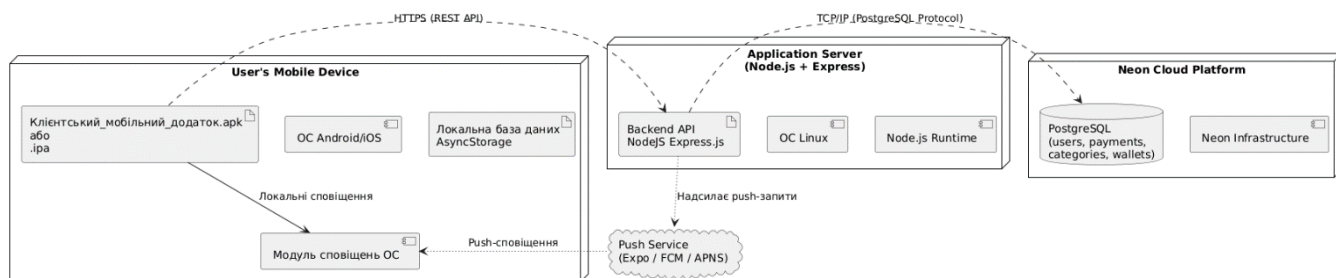 HTTPS (REST API)
TCP/IP (PostgreSQL Protocol)
User's Mobile Device
Клієнтський_мобільний_додаток.apk
або
.ipa
ОС Android/iOS
Локальна база даних
AsyncStorage
Локальні сповіщення
Модуль сповіщень ОС
Application Server
(Node.js + Express)
Backend API
NodeJS Express.js
ОС Linux
Node.js Runtime
Надсилає push-запити
Push-сповіщення
Push Service
(Expo / FCM / APNS)
Neon Cloud Platform
PostgreSQL
(users, payments,
categories, wallets)
Neon Infrastructure